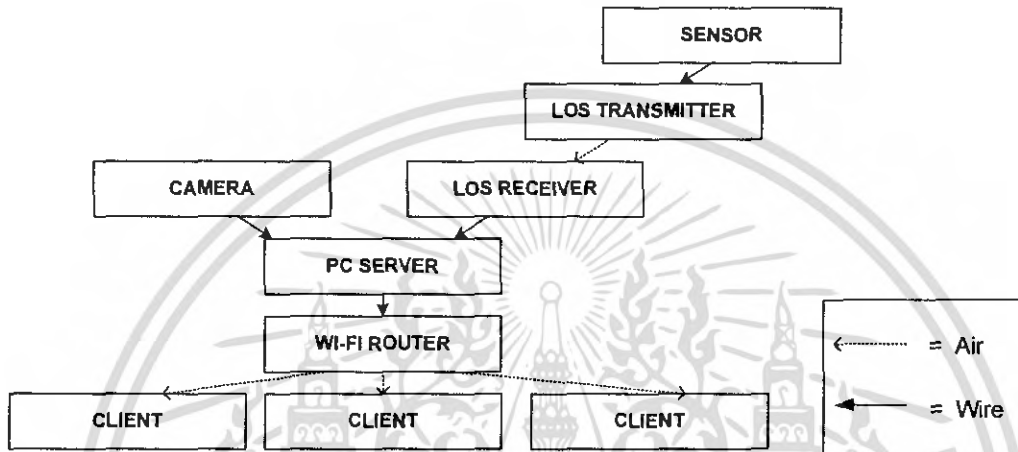 SENSOR
LOS TRANSMITTER
CAMERA
LOS RECEIVER
PC SERVER
WI-FI ROUTER
CLIENT
CLIENT
CLIENT
= Air
= Wire